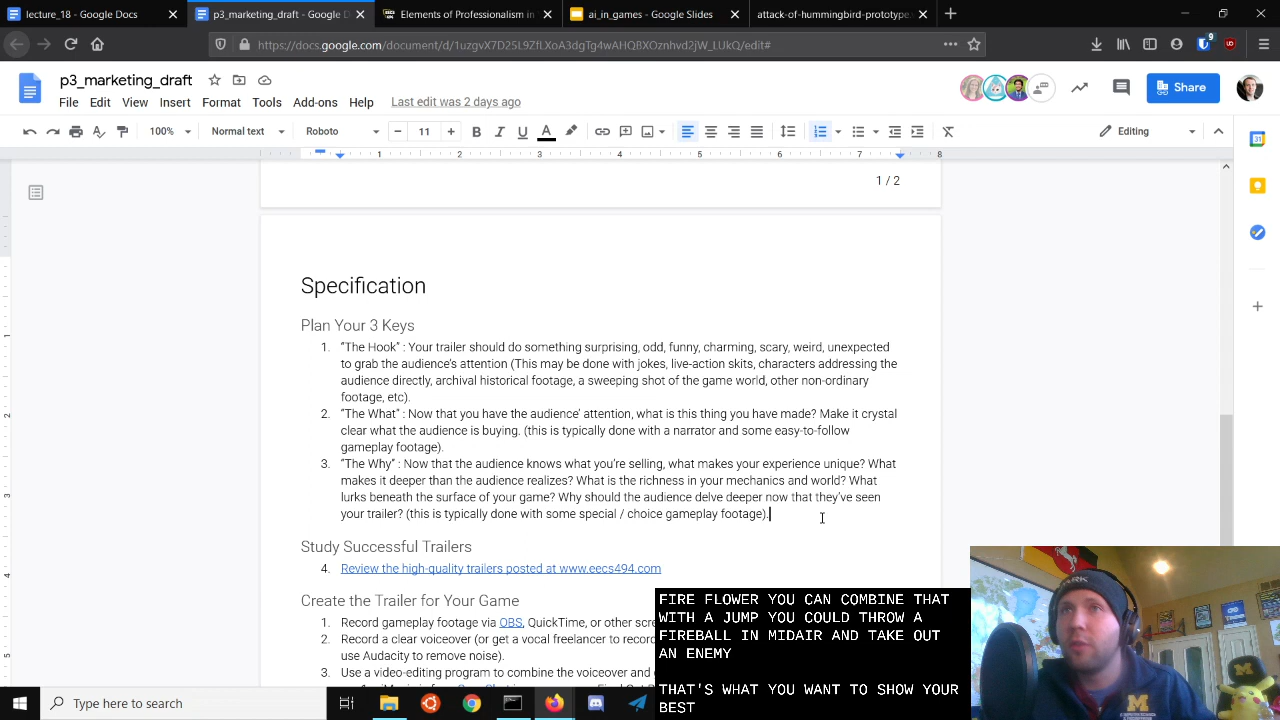 lecture_18 - Google Docs
p3_marketing_draft - Google D
Elements of Professionalism in
ai_in_games - Google Slides
attack-of-hummingbird-prototype.
https://docs.google.com/document/d/1uzgvX7D25L9ZfLXoA3dgTg4wAHQBXOznhvd2jW_LUkQ/edit#
9
p3_marketing_draft
File Edit View Insert Format Tools Add-ons Help Last edit was 2 days ago
Share
100% Normal text Roboto 11 B I U A Editing
1 2 3 4 5 6 7 8
1 / 2
Specification
Plan Your 3 Keys
1. “The Hook” : Your trailer should do something surprising, odd, funny, charming, scary, weird, unexpected
to grab the audience’s attention (This may be done with jokes, live-action skits, characters addressing the
audience directly, archival historical footage, a sweeping shot of the game world, other non-ordinary
footage, etc).
2. “The What” : Now that you have the audience’ attention, what is this thing you have made? Make it crystal
clear what the audience is buying. (this is typically done with a narrator and some easy-to-follow
gameplay footage).
3. “The Why” : Now that the audience knows what you’re selling, what makes your experience unique? What
makes it deeper than the audience realizes? What is the richness in your mechanics and world? What
lurks beneath the surface of your game? Why should the audience delve deeper now that they’ve seen
your trailer? (this is typically done with some special / choice gameplay footage).
Study Successful Trailers
4. Review the high-quality trailers posted at www.eecs494.com
Create the Trailer for Your Game
1. Record gameplay footage via OBS, QuickTime, or other scre
2. Record a clear voiceover (or get a vocal freelancer to record
use Audacity to remove noise).
3. Use a video-editing program to combine the voiceover and
FIRE FLOWER YOU CAN COMBINE THAT
WITH A JUMP YOU COULD THROW A
FIREBALL IN MIDAIR AND TAKE OUT
AN ENEMY
THAT'S WHAT YOU WANT TO SHOW YOUR
BEST
Type here to search